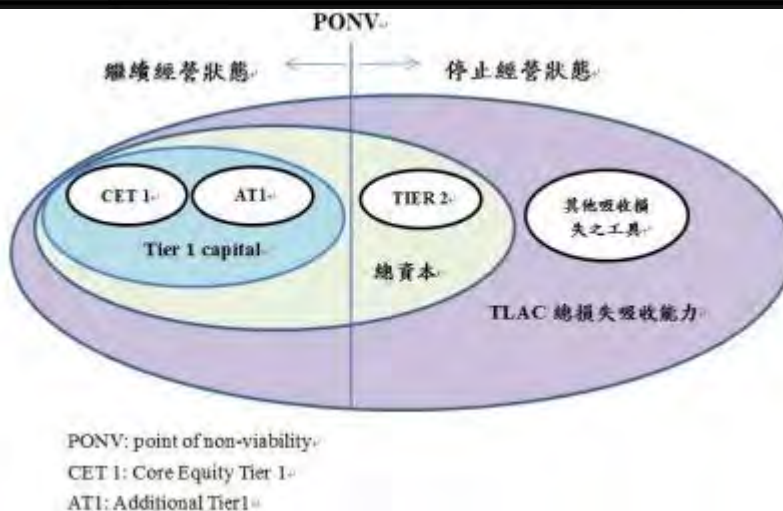 PONV
繼續經營狀態
停止經營狀態
CET 1
AT1
TIER 2
其他吸收損
失之工具
Tier 1 capital
總資本
TLAC 總損失吸收能力
PONV: point of non-viability
CET 1: Core Equity Tier 1
AT1: Additional Tier1